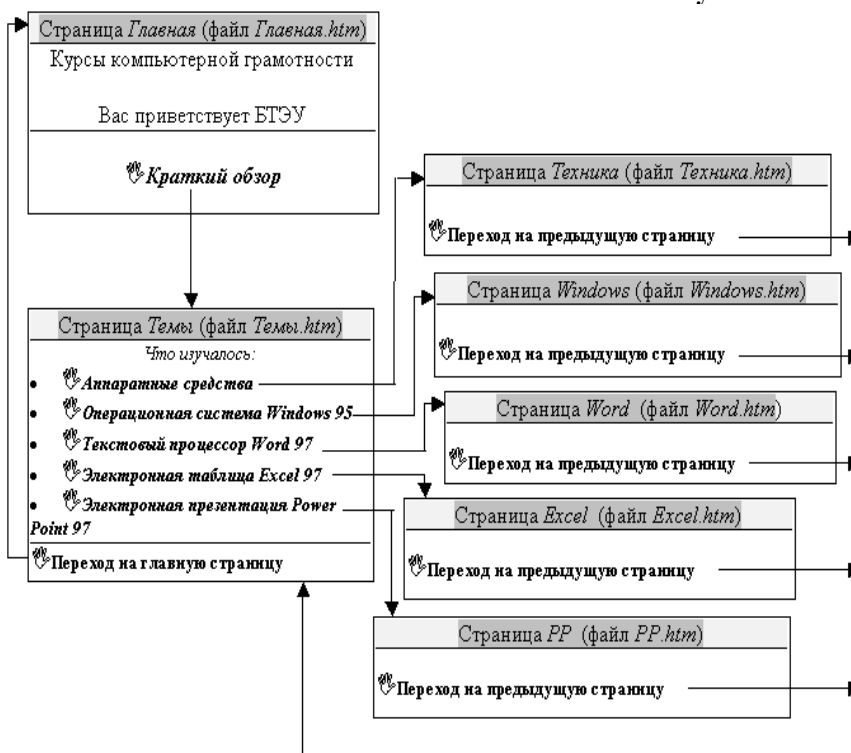 Страница Главная (файл Главная.htm)
Курсы компьютерной грамотности
Вас приветствует БТЭУ
Краткий обзор
Страница Темы (файл Темы.htm)
Что изучалось:
• Аппаратные средства
• Операционная система Windows 95
• Текстовый процессор Word 97
• Электронная таблица Excel 97
• Электронная презентация Power
Point 97
Переход на главную страницу
Страница Техника (файл Техника.htm)
Переход на предыдущую страницу
Страница Windows (файл Windows.htm)
Переход на предыдущую страницу
Страница Word (файл Word.htm)
Переход на предыдущую страницу
Страница Excel (файл Excel.htm)
Переход на предыдущую страницу
Страница PP (файл PP.htm)
Переход на предыдущую страницу